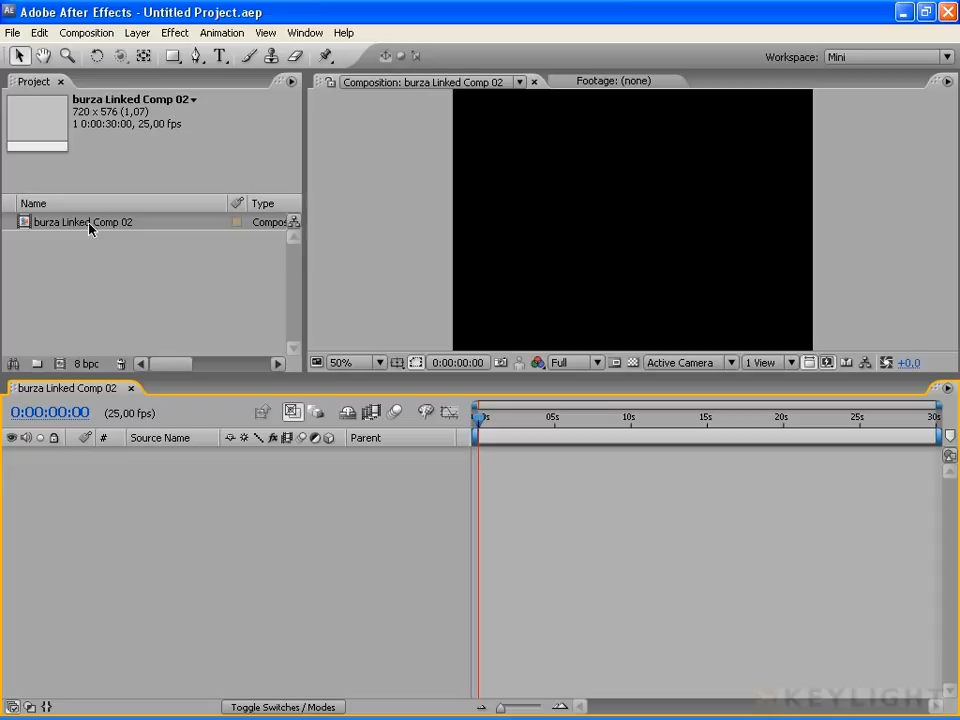 Adobe After Effects - Untitled Project.aep
File Edit Composition Layer Effect Animation View Window Help
Workspace: Mini
Project
Composition: burza Linked Comp 02
Footage: (none)
burza Linked Comp 02
720 x 576 (1,07)
1 0:00:30:00, 25,00 fps
Name Type
burza Linked Comp 02 Compos
8 bpc
50% 0:00:00:00 Full Active Camera 1 View +0,0
burza Linked Comp 02
0:00:00:00 (25,00 fps)
05s 10s 15s 20s 25s 30s
# Source Name Parent
Toggle Switches / Modes
KEYLIGHT